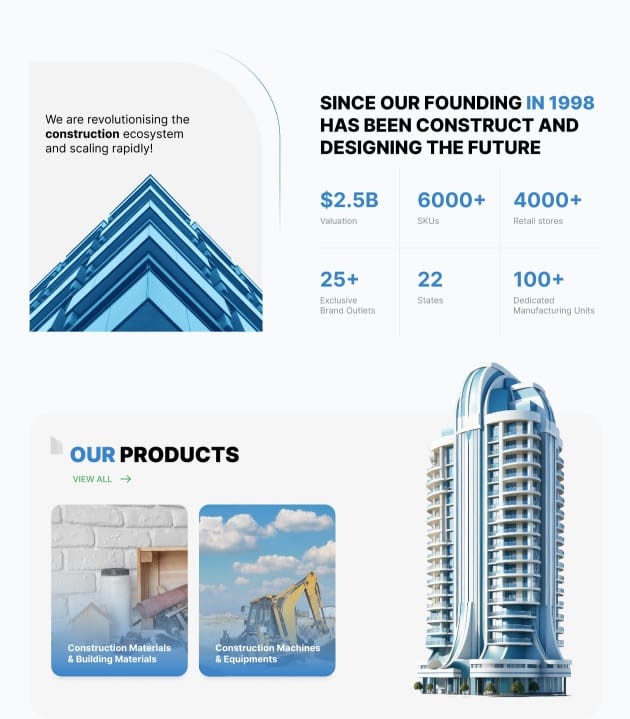 We are revolutionising the
construction ecosystem
and scaling rapidly!
SINCE OUR FOUNDING IN 1998
HAS BEEN CONSTRUCT AND
DESIGNING THE FUTURE
$2.5B
Valuation
6000+
SKUs
4000+
Retail stores
25+
Exclusive
Brand Outlets
22
States
100+
Dedicated
Manufacturing Units
OUR PRODUCTS
VIEW ALL
Construction Materials
& Building Materials
Construction Machines
& Equipments